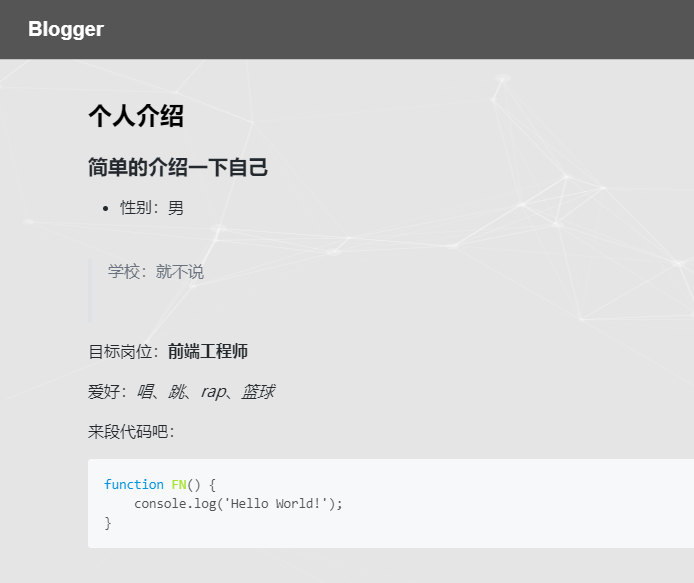 Blogger
个人介绍
简单的介绍一下自己
• 性别：男
学校：就不说
目标岗位：前端工程师
爱好：唱、跳、rap、篮球
来段代码吧：
function FN() {
    console.log('Hello World!');
}